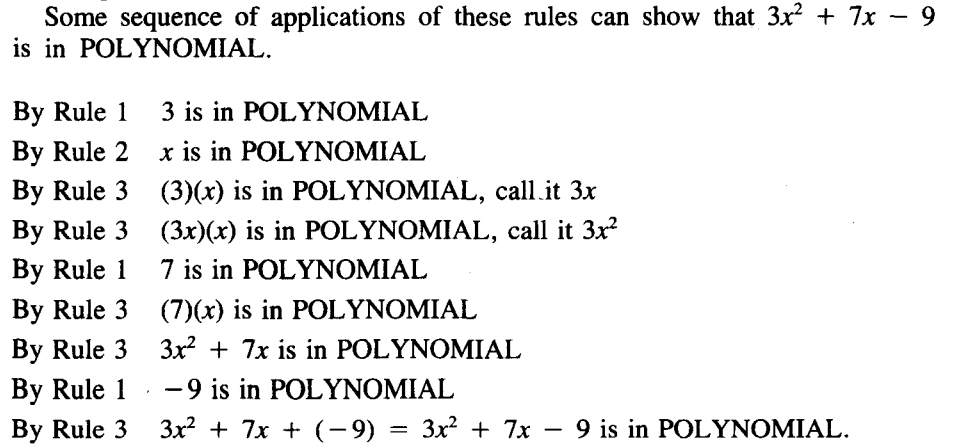 Some sequence of applications of these rules can show that 3x² + 7x − 9
is in POLYNOMIAL.
By Rule 1 3 is in POLYNOMIAL
By Rule 2 x is in POLYNOMIAL
By Rule 3 (3)(x) is in POLYNOMIAL, call it 3x
By Rule 3 (3x)(x) is in POLYNOMIAL, call it 3x²
By Rule 1 7 is in POLYNOMIAL
By Rule 3 (7)(x) is in POLYNOMIAL
By Rule 3 3x² + 7x is in POLYNOMIAL
By Rule 1 −9 is in POLYNOMIAL
By Rule 3 3x² + 7x + (−9) = 3x² + 7x − 9 is in POLYNOMIAL.